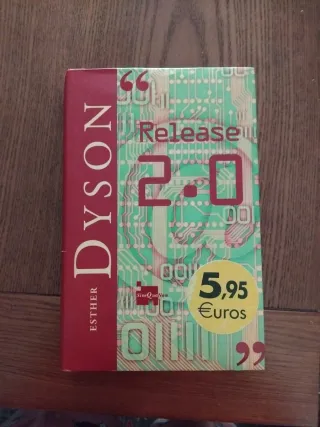 ESTHER DYSON
“
Release
2.0
5,95
€uros
”